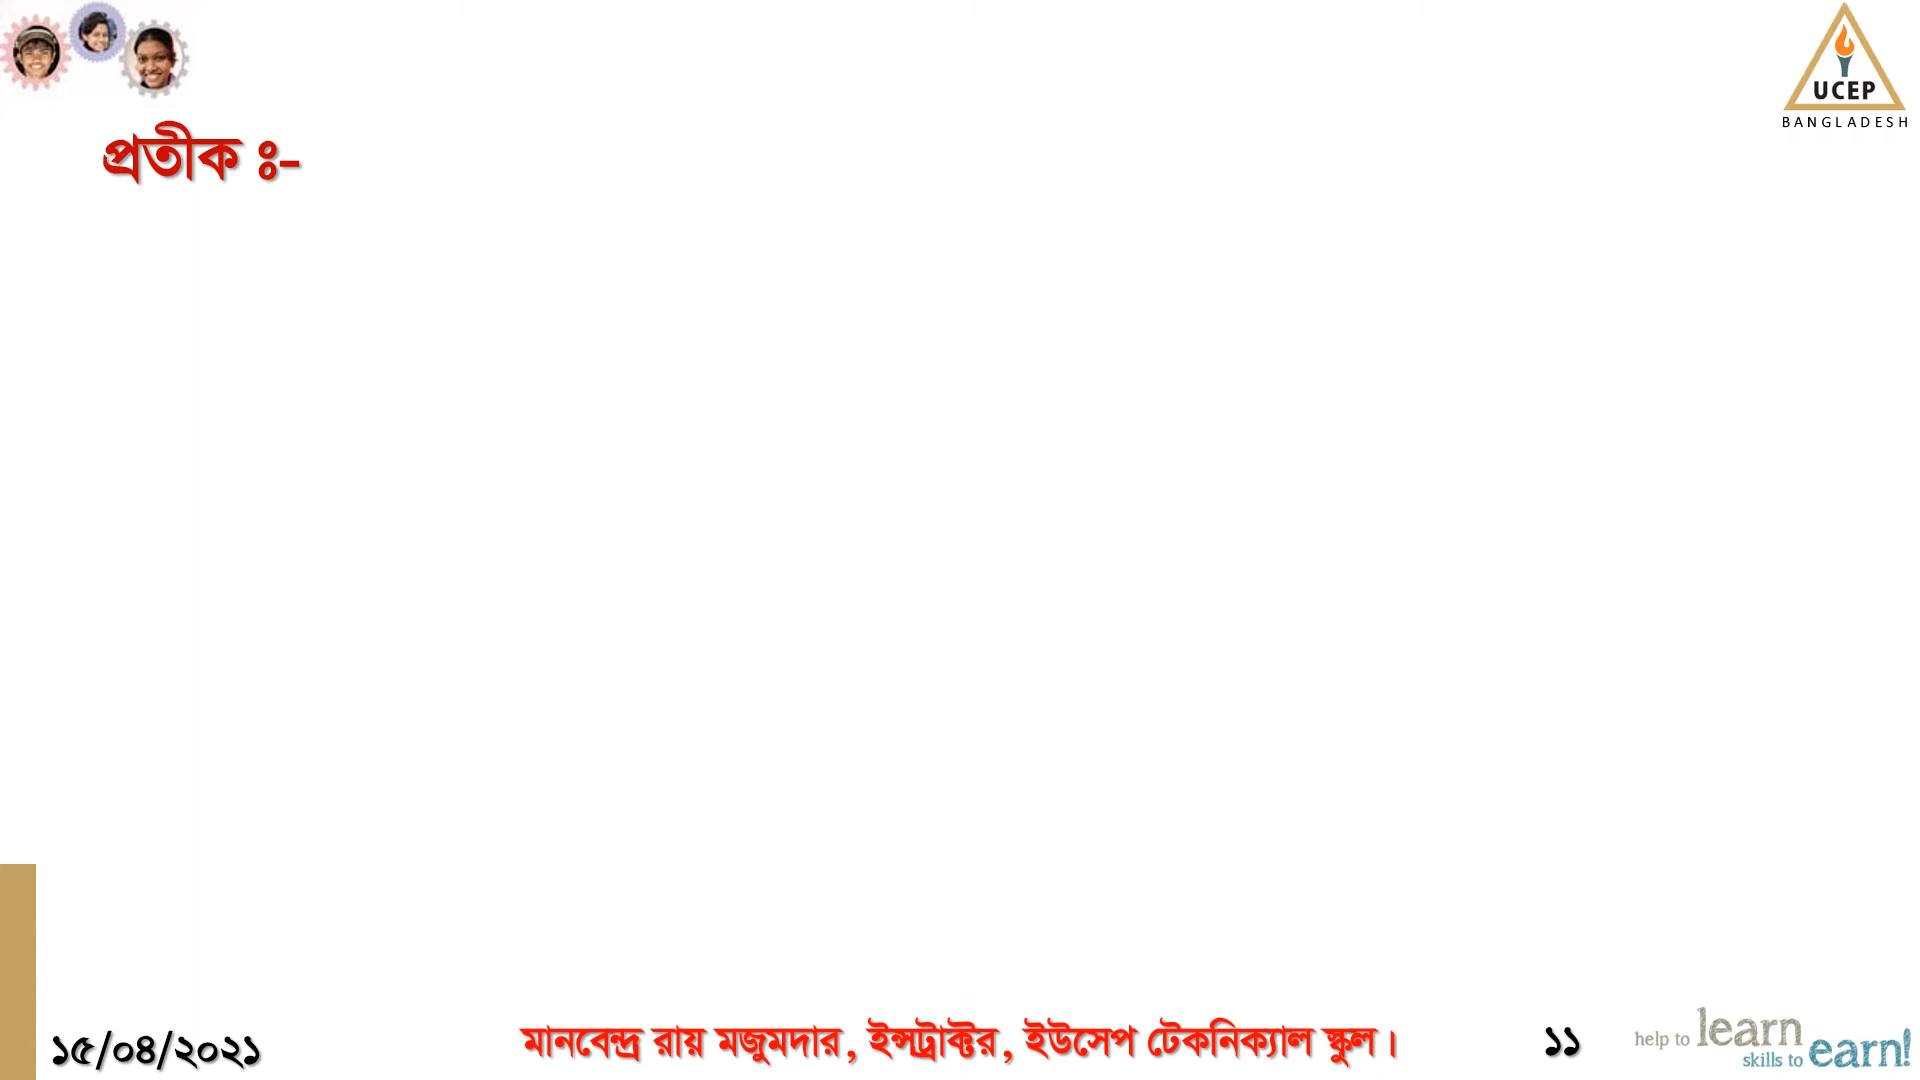 UCEP
BANGLADESH
প্রতীক ঃ-
১৫/০৪/২০২১
মানবেন্দ্র রায় মজুমদার, ইন্সট্রাক্টর, ইউসেপ টেকনিক্যাল স্কুল।
১১
help to learn
skills to earn!